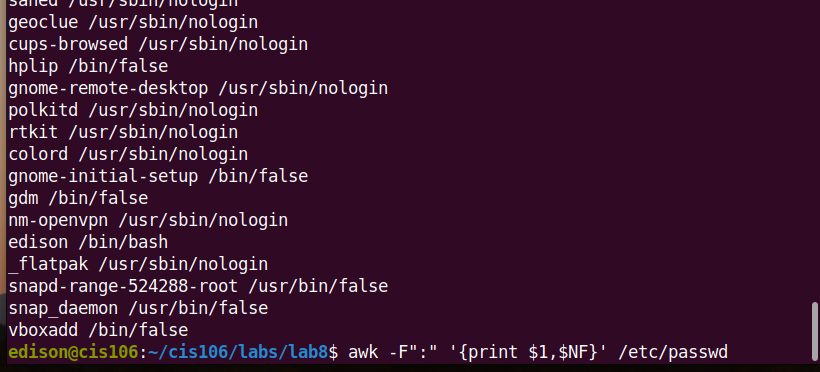 saned /usr/sbin/nologin
geoclue /usr/sbin/nologin
cups-browsed /usr/sbin/nologin
hplip /bin/false
gnome-remote-desktop /usr/sbin/nologin
polkitd /usr/sbin/nologin
rtkit /usr/sbin/nologin
colord /usr/sbin/nologin
gnome-initial-setup /bin/false
gdm /bin/false
nm-openvpn /usr/sbin/nologin
edison /bin/bash
_flatpak /usr/sbin/nologin
snapd-range-524288-root /usr/bin/false
snap_daemon /usr/bin/false
vboxadd /bin/false
edison@cis106:~/cis106/labs/lab8$ awk -F":" '{print $1,$NF}' /etc/passwd